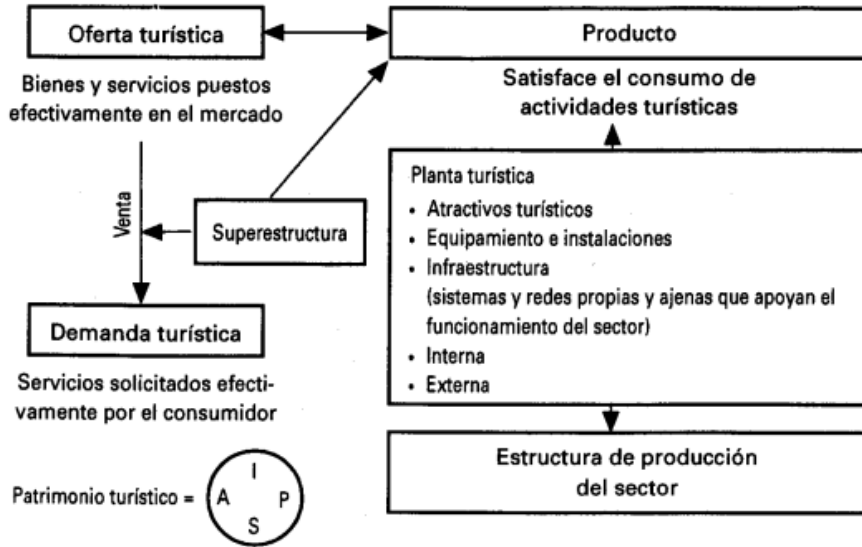 Oferta turística
Bienes y servicios puestos
efectivamente en el mercado
Venta
Superestructura
Demanda turística
Servicios solicitados efecti-
vamente por el consumidor
Patrimonio turístico =
I
A P
S
Producto
Satisface el consumo de
actividades turísticas
Planta turística
• Atractivos turísticos
• Equipamiento e instalaciones
• Infraestructura
(sistemas y redes propias y ajenas que apoyan el
funcionamiento del sector)
• Interna
• Externa
Estructura de producción
del sector